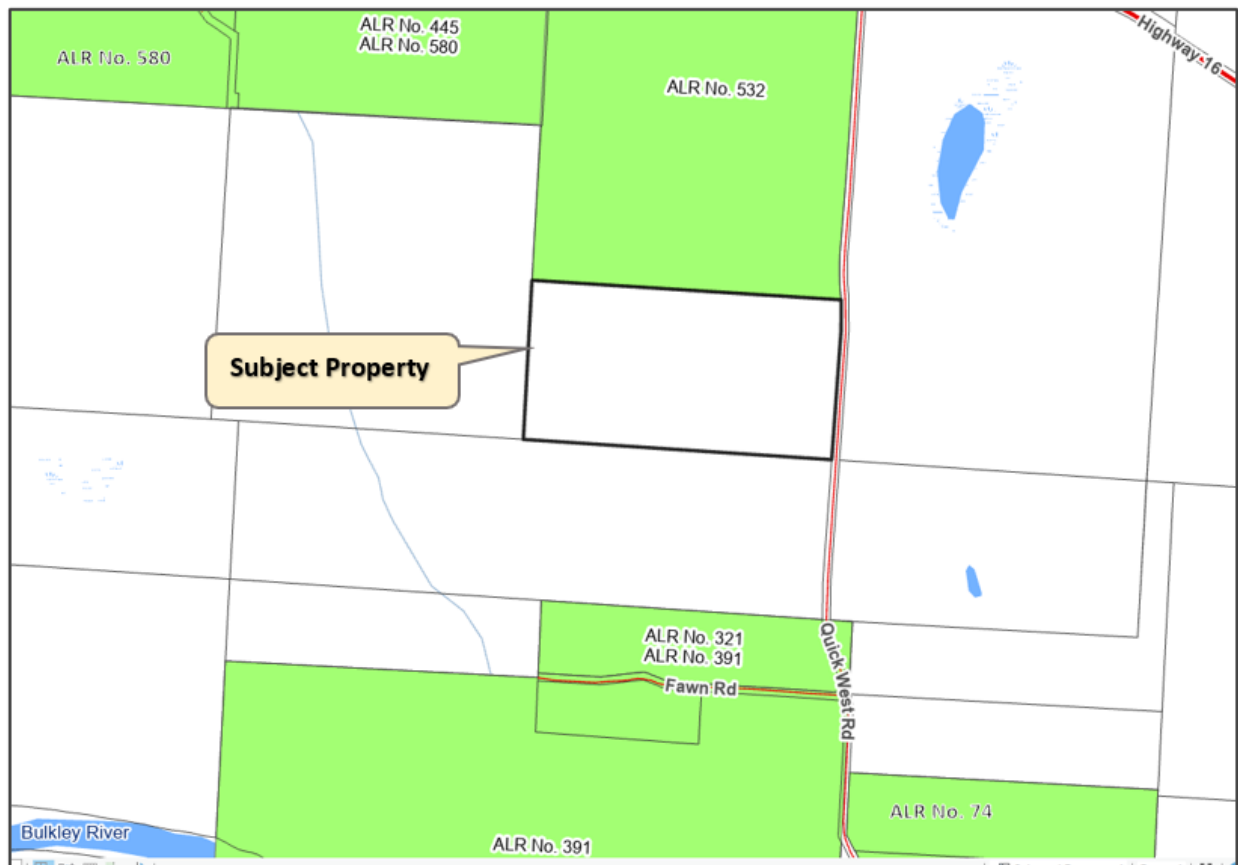 ALR No. 445
ALR No. 580
ALR No. 580
ALR No. 532
Highway 16
Subject Property
ALR No. 321
ALR No. 391
Fawn Rd
Quick West Rd
ALR No. 74
Bulkley River
ALR No. 391